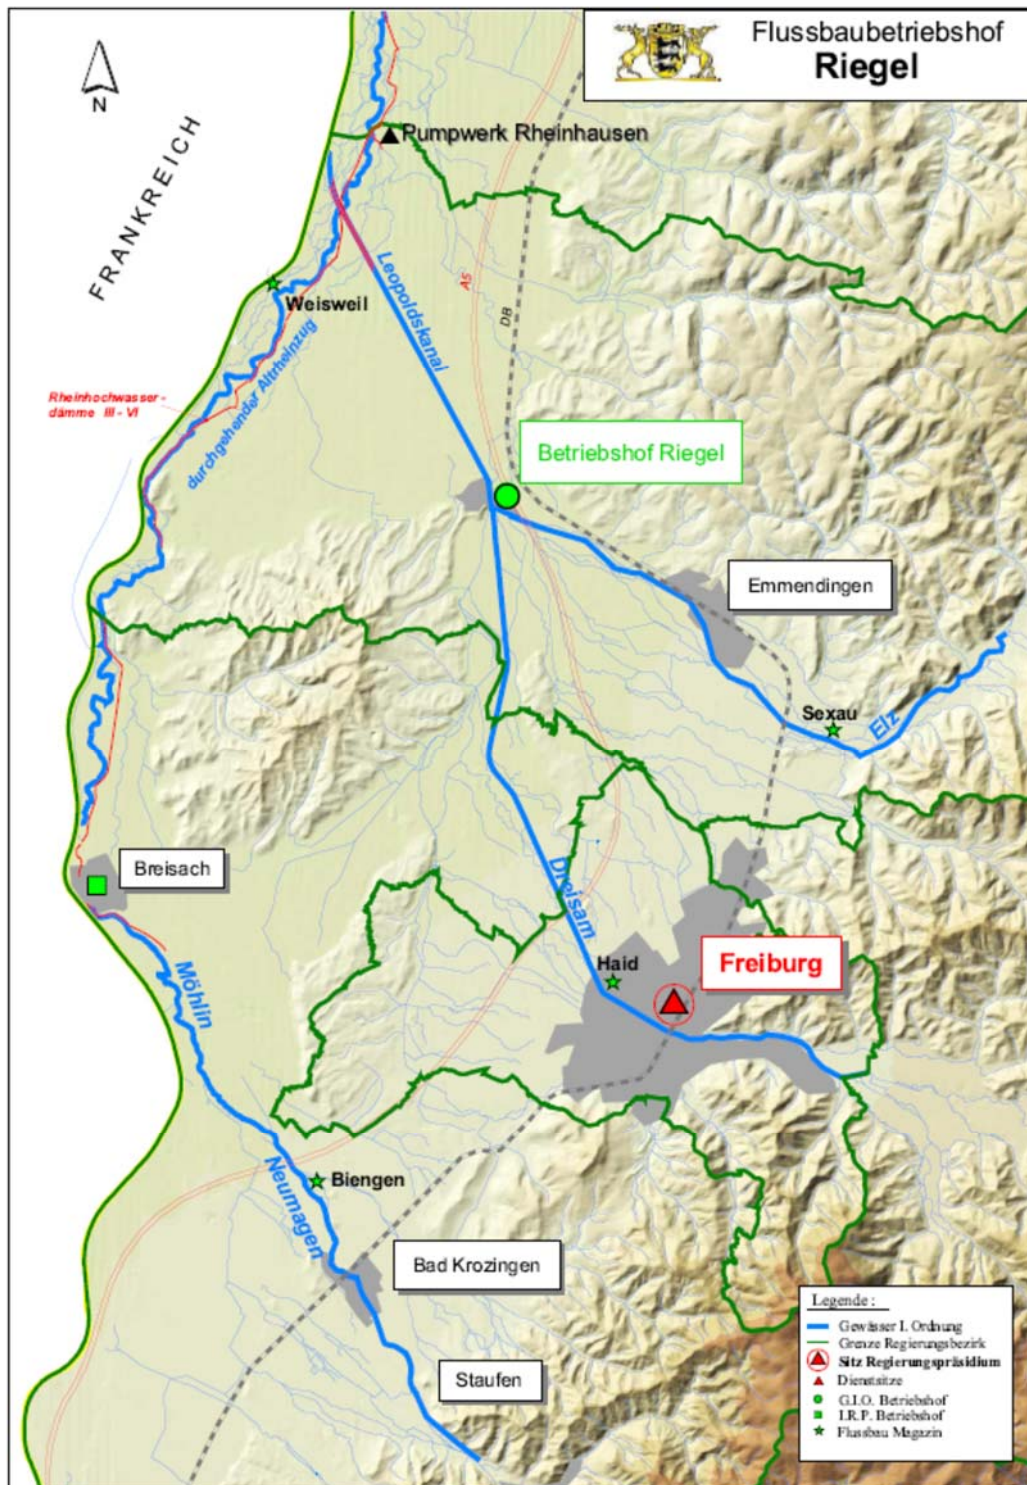 Flussbaubetriebshof
Riegel
N
FRANKREICH
Pumpwerk Rheinhausen
Leopoldskanal
A5
DB
Weisweil
Rheinhochwasser-
dämme III - VI
durchgehender Altrheinzug
Betriebshof Riegel
Emmendingen
Sexau
Elz
Breisach
Dreisam
Haid
Freiburg
Möhlin
Neumagen
Biengen
Bad Krozingen
Staufen
Legende :
Gewässer I. Ordnung
Grenze Regierungsbezirk
Sitz Regierungspräsidium
Dienstsitze
G.I.O. Betriebshof
I.R.P. Betriebshof
Flussbau Magazin